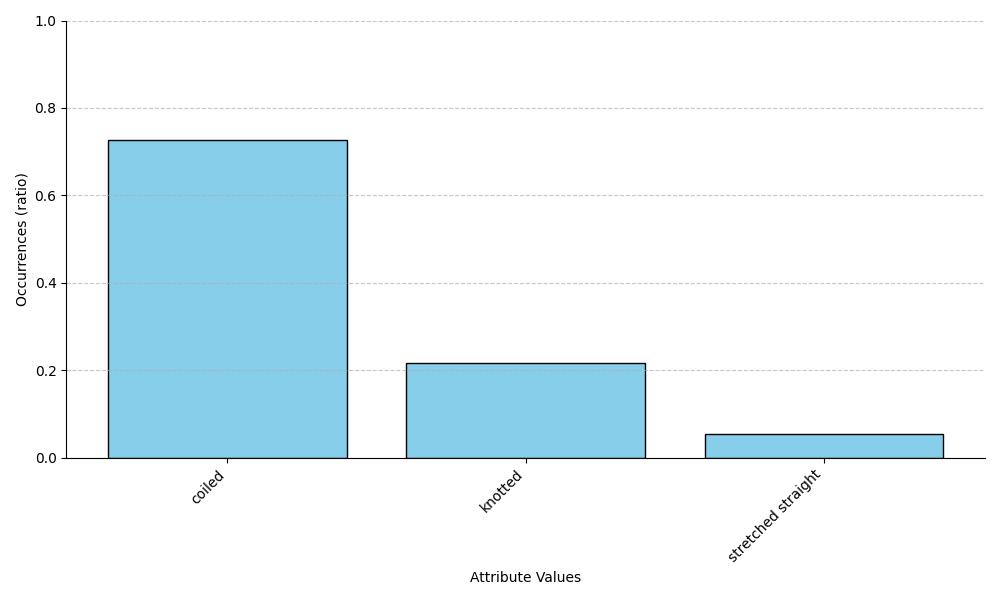 1.0
0.8
0.6
0.4
0.2
0.0
Occurrences (ratio)
coiled
knotted
stretched straight
Attribute Values